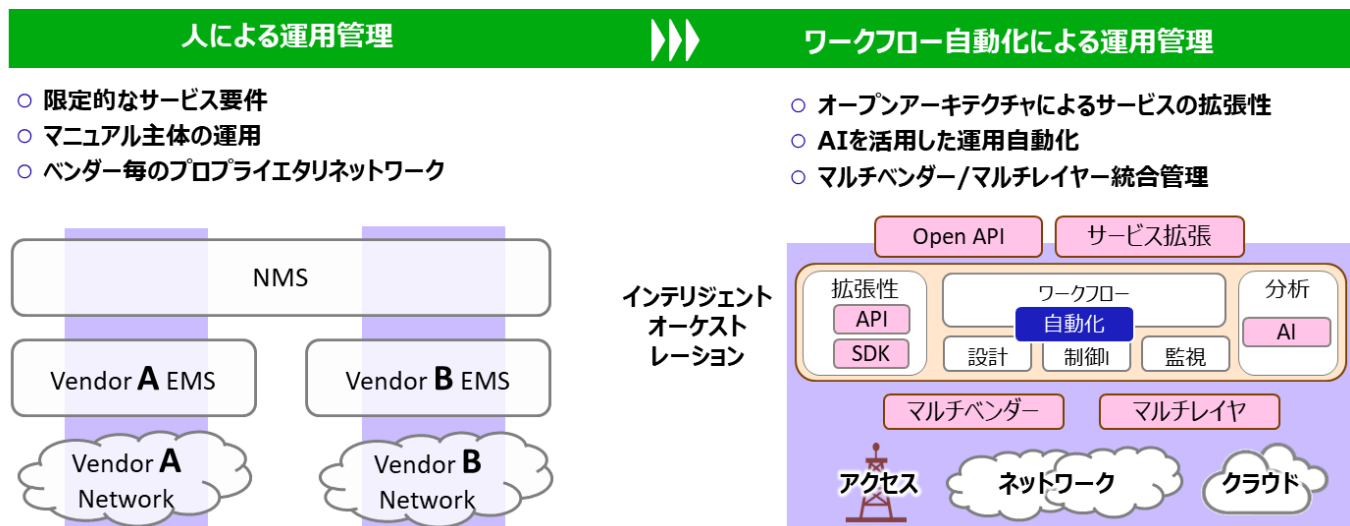 人による運用管理
ワークフロー自動化による運用管理
○ 限定的なサービス要件
○ マニュアル主体の運用
○ ベンダー毎のプロプライエタリネットワーク
○ オープンアーキテクチャによるサービスの拡張性
○ AIを活用した運用自動化
○ マルチベンダー/マルチレイヤー統合管理
NMS
Vendor A EMS
Vendor B EMS
Vendor A
Network
Vendor B
Network
インテリジェント
オーケスト
レーション
Open API
サービス拡張
拡張性
API
SDK
ワークフロー
自動化
設計
制御I
監視
分析
AI
マルチベンダー
マルチレイヤ
アクセス
ネットワーク
クラウド